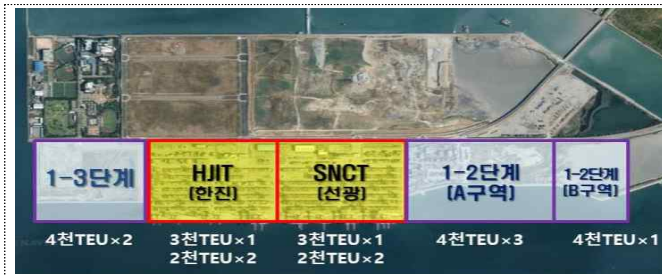 1-3단계
HJIT
(한진)
SNCT
(선광)
1-2단계
(A구역)
1-2단계
(B구역)
4천TEU×2
3천TEU×1
2천TEU×2
3천TEU×1
2천TEU×2
4천TEU×3
4천TEU×1